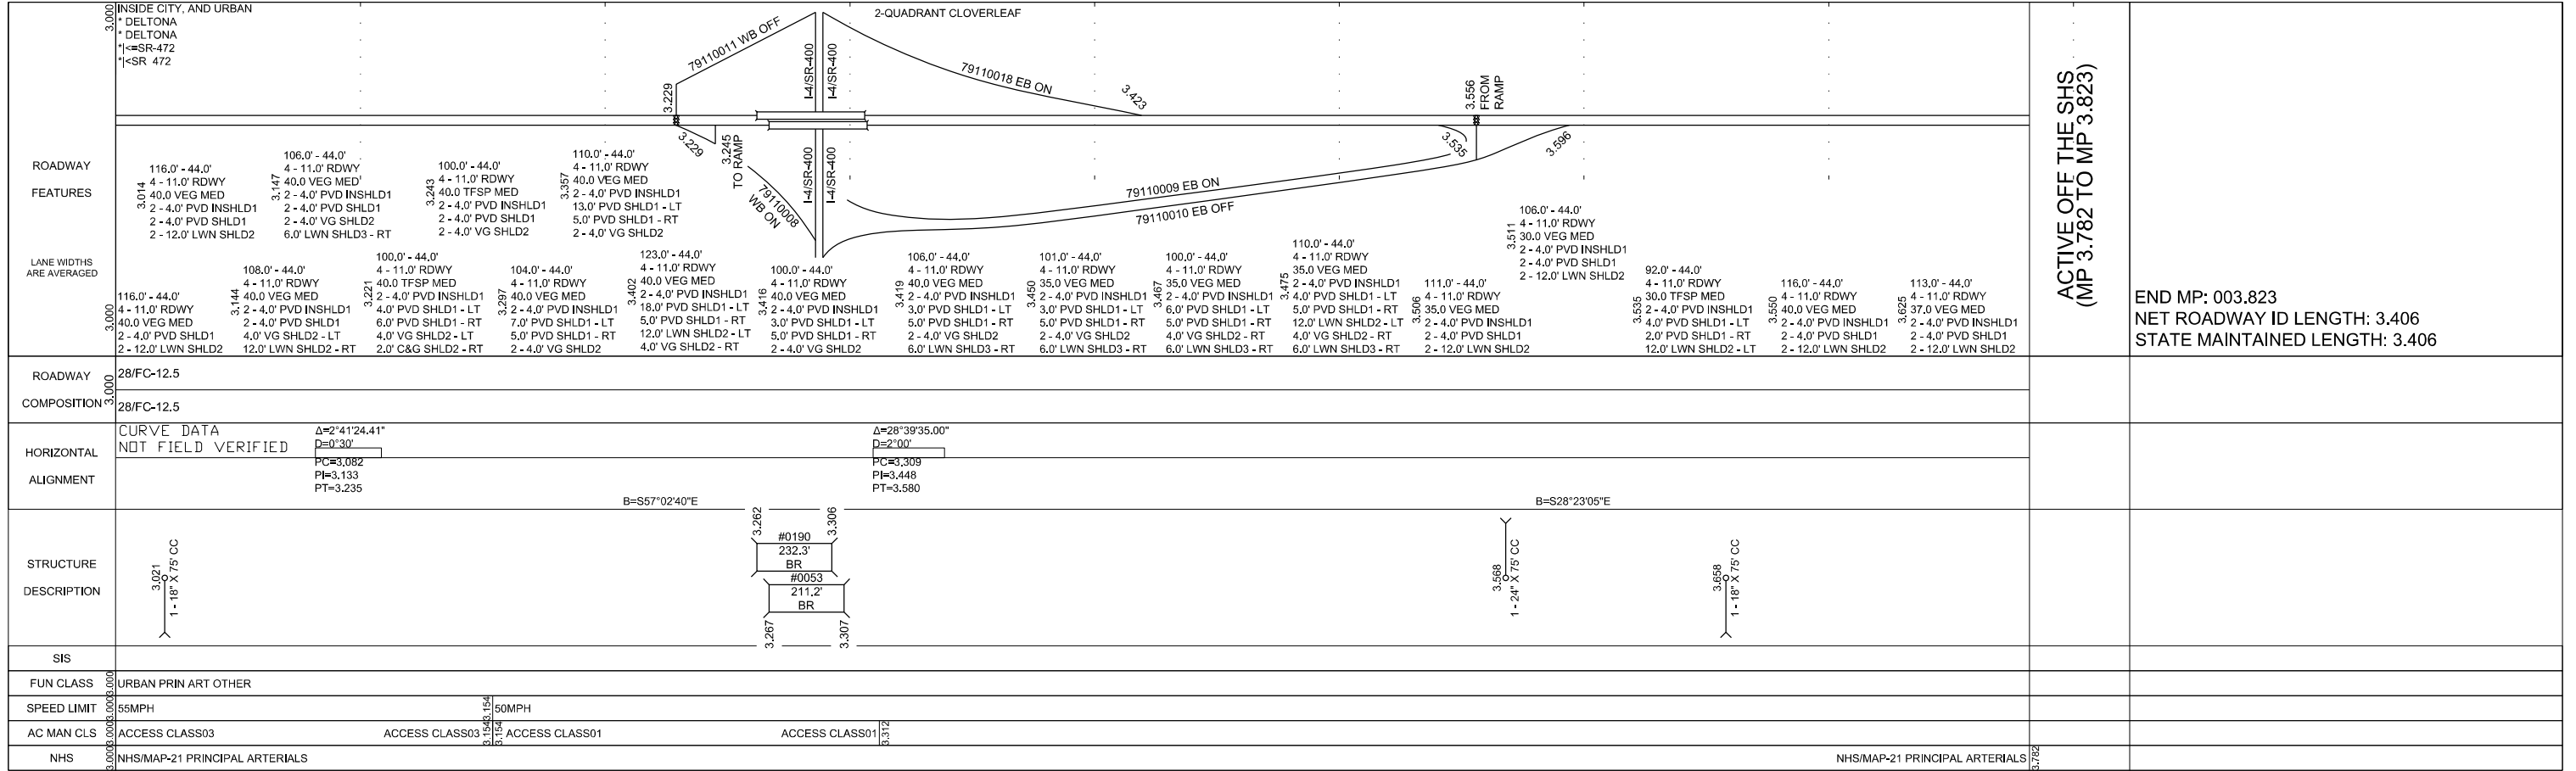 3.000
INSIDE CITY, AND URBAN
* DELTONA
* DELTONA
*|<=SR-472
*|<SR 472
2-QUADRANT CLOVERLEAF
79110011 WB OFF
I-4/SR-400
I-4/SR-400
79110018 EB ON
3.229
3.423
3.556
FROM
RAMP
3.229
3.245
TO RAMP
79110008
WB ON
I-4/SR-400
I-4/SR-400
3.535
3.596
79110009 EB ON
79110010 EB OFF
ROADWAY
FEATURES
LANE WIDTHS
ARE AVERAGED
3.014
116.0' - 44.0'
4 - 11.0' RDWY
40.0 VEG MED
2 - 4.0' PVD INSHLD1
2 - 4.0' PVD SHLD1
2 - 12.0' LWN SHLD2
3.147
106.0' - 44.0'
4 - 11.0' RDWY
40.0 VEG MED
2 - 4.0' PVD INSHLD1
2 - 4.0' PVD SHLD1
2 - 4.0' VG SHLD2
6.0' LWN SHLD3 - RT
3.243
100.0' - 44.0'
4 - 11.0' RDWY
40.0 TFSP MED
2 - 4.0' PVD INSHLD1
2 - 4.0' PVD SHLD1
2 - 4.0' VG SHLD2
3.357
110.0' - 44.0'
4 - 11.0' RDWY
40.0 VEG MED
2 - 4.0' PVD INSHLD1
13.0' PVD SHLD1 - LT
5.0' PVD SHLD1 - RT
2 - 4.0' VG SHLD2
3.511
106.0' - 44.0'
4 - 11.0' RDWY
30.0 VEG MED
2 - 4.0' PVD INSHLD1
2 - 4.0' PVD SHLD1
2 - 12.0' LWN SHLD2
3.000
116.0' - 44.0'
4 - 11.0' RDWY
40.0 VEG MED
2 - 4.0' PVD SHLD1
2 - 12.0' LWN SHLD2
3.144
108.0' - 44.0'
4 - 11.0' RDWY
40.0 VEG MED
2 - 4.0' PVD INSHLD1
2 - 4.0' PVD SHLD1
4.0' VG SHLD2 - LT
12.0' LWN SHLD2 - RT
3.221
100.0' - 44.0'
4 - 11.0' RDWY
40.0 TFSP MED
2 - 4.0' PVD INSHLD1
4.0' PVD SHLD1 - LT
6.0' PVD SHLD1 - RT
4.0' VG SHLD2 - LT
2.0' C&G SHLD2 - RT
3.297
104.0' - 44.0'
4 - 11.0' RDWY
40.0 VEG MED
2 - 4.0' PVD INSHLD1
7.0' PVD SHLD1 - LT
5.0' PVD SHLD1 - RT
2 - 4.0' VG SHLD2
3.402
123.0' - 44.0'
4 - 11.0' RDWY
40.0 VEG MED
2 - 4.0' PVD INSHLD1
18.0' PVD SHLD1 - LT
5.0' PVD SHLD1 - RT
12.0' LWN SHLD2 - LT
4.0' VG SHLD2 - RT
3.416
100.0' - 44.0'
4 - 11.0' RDWY
40.0 VEG MED
2 - 4.0' PVD INSHLD1
3.0' PVD SHLD1 - LT
5.0' PVD SHLD1 - RT
2 - 4.0' VG SHLD2
3.419
106.0' - 44.0'
4 - 11.0' RDWY
40.0 VEG MED
2 - 4.0' PVD INSHLD1
3.0' PVD SHLD1 - LT
5.0' PVD SHLD1 - RT
2 - 4.0' VG SHLD2
6.0' LWN SHLD3 - RT
3.450
101.0' - 44.0'
4 - 11.0' RDWY
35.0 VEG MED
2 - 4.0' PVD INSHLD1
3.0' PVD SHLD1 - LT
5.0' PVD SHLD1 - RT
2 - 4.0' VG SHLD2
6.0' LWN SHLD3 - RT
3.467
100.0' - 44.0'
4 - 11.0' RDWY
35.0 VEG MED
2 - 4.0' PVD INSHLD1
6.0' PVD SHLD1 - LT
5.0' PVD SHLD1 - RT
4.0' VG SHLD2 - RT
6.0' LWN SHLD3 - RT
3.475
110.0' - 44.0'
4 - 11.0' RDWY
35.0 VEG MED
2 - 4.0' PVD INSHLD1
4.0' PVD SHLD1 - LT
5.0' PVD SHLD1 - RT
12.0' LWN SHLD2 - LT
4.0' VG SHLD2 - RT
6.0' LWN SHLD3 - RT
3.506
111.0' - 44.0'
4 - 11.0' RDWY
35.0 VEG MED
2 - 4.0' PVD INSHLD1
2 - 4.0' PVD SHLD1
2 - 12.0' LWN SHLD2
3.535
92.0' - 44.0'
4 - 11.0' RDWY
30.0 TFSP MED
2 - 4.0' PVD INSHLD1
4.0' PVD SHLD1 - LT
2.0' PVD SHLD1 - RT
12.0' LWN SHLD2 - LT
3.550
116.0' - 44.0'
4 - 11.0' RDWY
40.0 VEG MED
2 - 4.0' PVD INSHLD1
2 - 4.0' PVD SHLD1
2 - 12.0' LWN SHLD2
3.625
113.0' - 44.0'
4 - 11.0' RDWY
37.0 VEG MED
2 - 4.0' PVD INSHLD1
2 - 4.0' PVD SHLD1
2 - 12.0' LWN SHLD2
ACTIVE OFF THE SHS
(MP 3.782 TO MP 3.823)
END MP: 003.823
NET ROADWAY ID LENGTH: 3.406
STATE MAINTAINED LENGTH: 3.406
ROADWAY
COMPOSITION
3.000
28/FC-12.5
28/FC-12.5
HORIZONTAL
ALIGNMENT
CURVE DATA
NOT FIELD VERIFIED
Δ=2°41'24.41"
D=0°30'
PC=3.082
PI=3.133
PT=3.235
B=S57°02'40"E
Δ=28°39'35.00"
D=2°00'
PC=3.309
PI=3.448
PT=3.580
B=S28°23'05"E
STRUCTURE
DESCRIPTION
3.021
1 - 18" X 75' CC
3.262
3.306
#0190
232.3'
BR
#0053
211.2'
BR
3.267
3.307
3.568
1 - 24" X 75' CC
3.658
1 - 18" X 75' CC
SIS
FUN CLASS
3.000
URBAN PRIN ART OTHER
SPEED LIMIT
3.000
55MPH
3.154
50MPH
AC MAN CLS
3.000
ACCESS CLASS03
ACCESS CLASS03
3.154
3.154
ACCESS CLASS01
ACCESS CLASS01
3.312
NHS
3.000
NHS/MAP-21 PRINCIPAL ARTERIALS
NHS/MAP-21 PRINCIPAL ARTERIALS
3.782